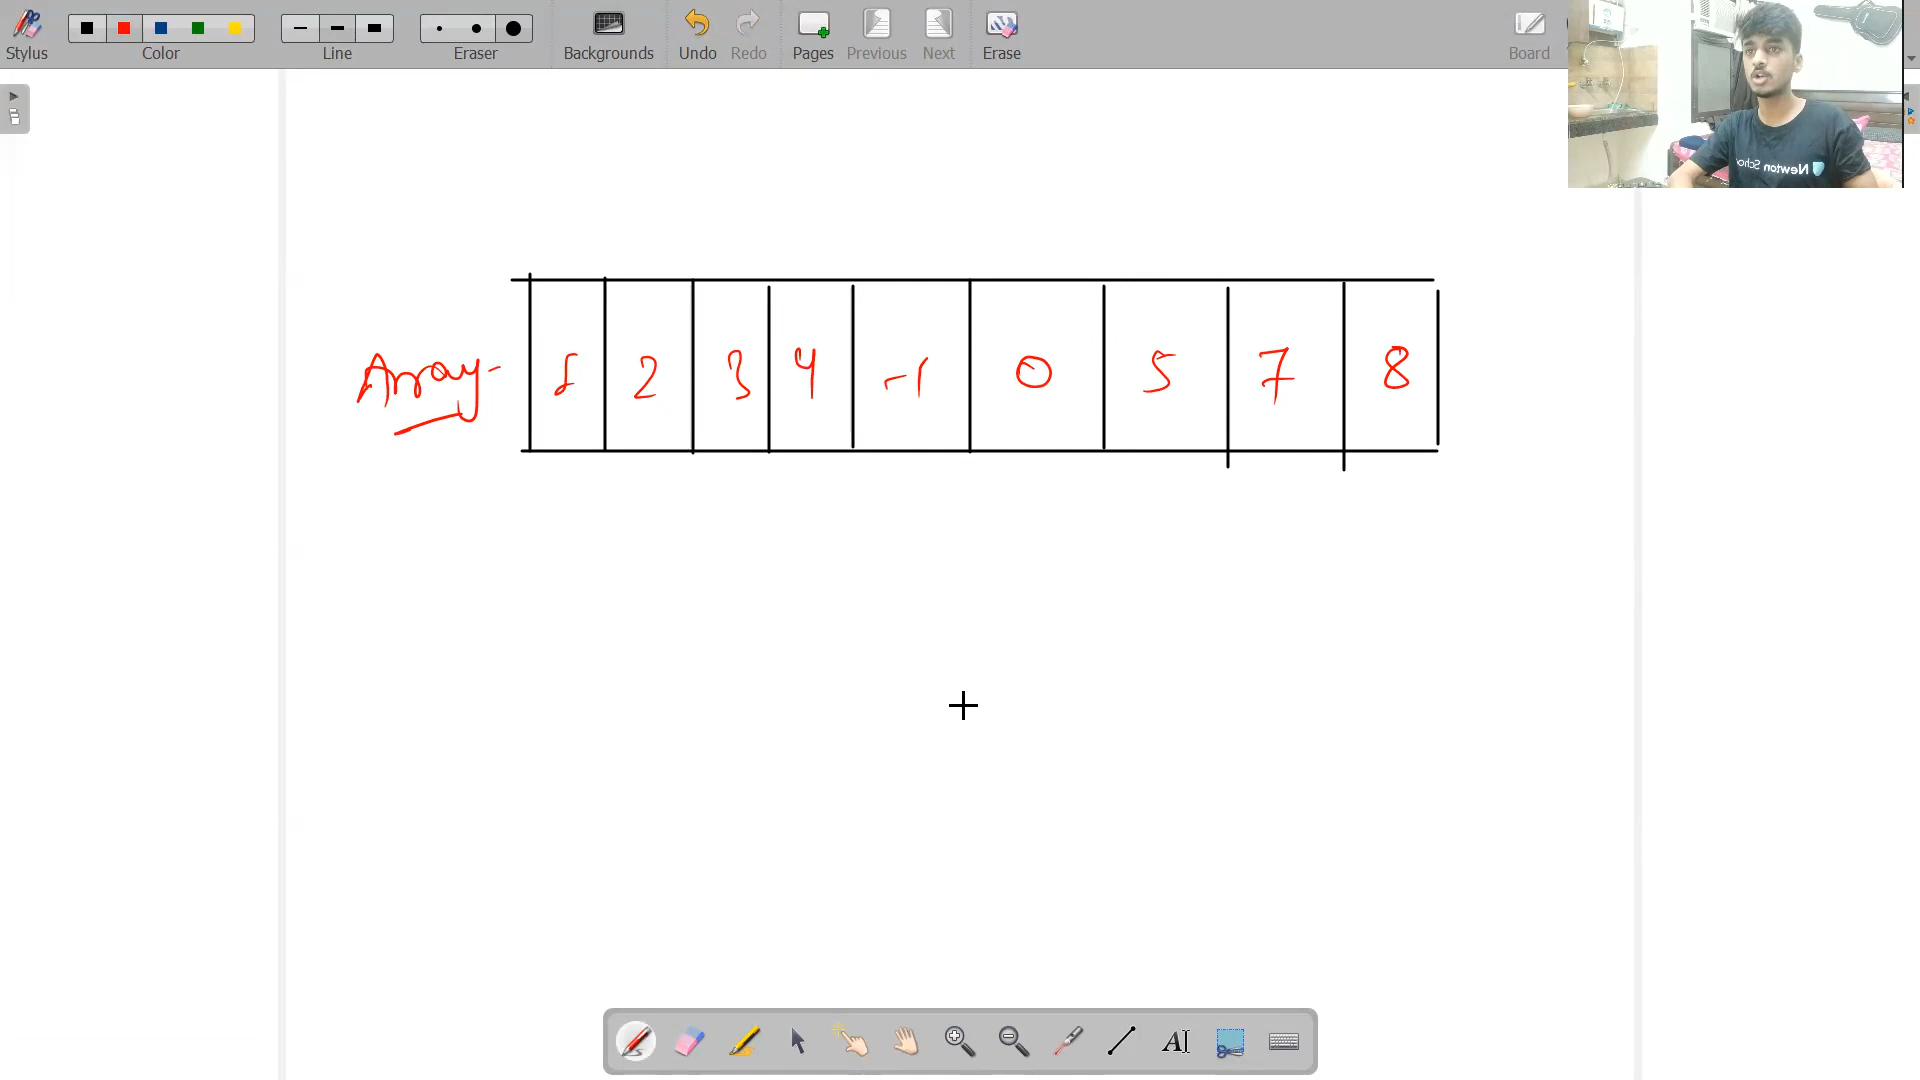 Stylus Color Line Eraser Backgrounds Undo Redo Pages Previous Next Erase Board
Newton Scho
Array- 1 2 3 4 -1 0 5 7 8